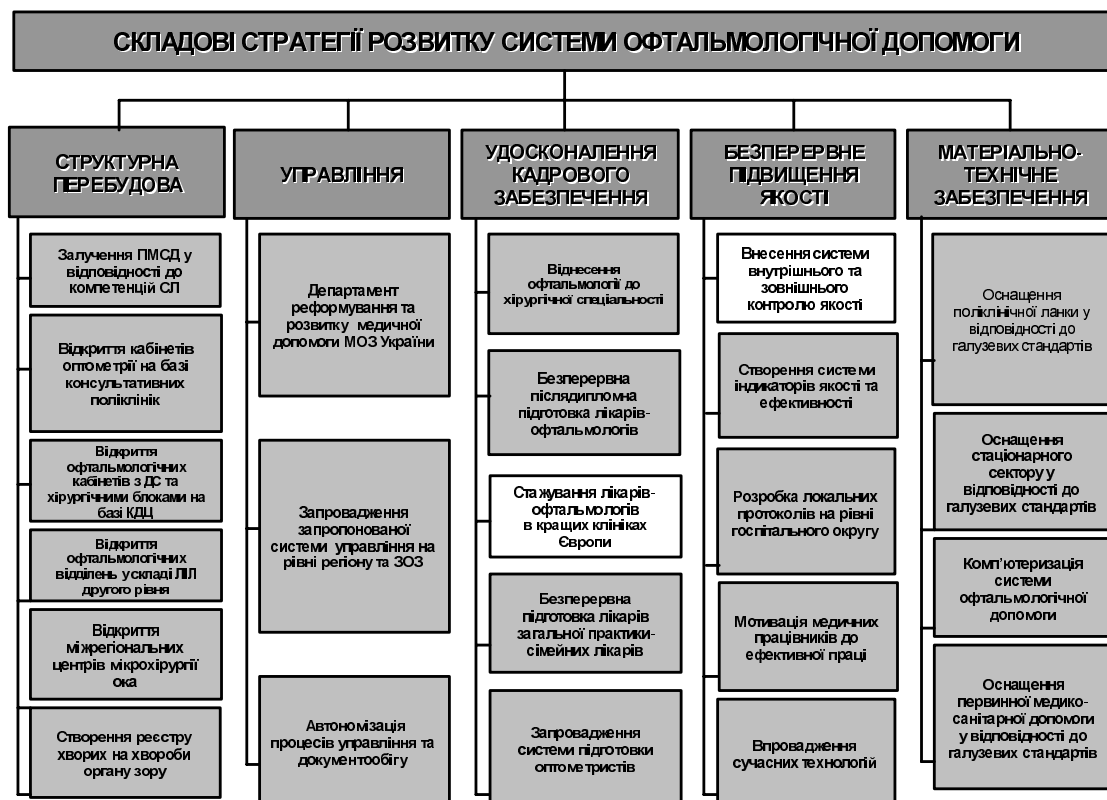 СКЛАДОВІ СТРАТЕГІЇ РОЗВИТКУ СИСТЕМИ ОФТАЛЬМОЛОГІЧНОЇ ДОПОМОГИ
СТРУКТУРНА
ПЕРЕБУДОВА
Залучення ПМСД у
відповідності до
компетенцій СЛ
Відкриття кабінетів
оптометрії на базі
консультативних
поліклінік
Відкриття
офтальмологічних
кабінетів з ДС та
хірургічними блоками на
базі КДЦ
Відкриття
офтальмологічних
відділень у складі ЛІЛ
другого рівня
Відкриття
міжрегіональних
центрів мікрохірургії
ока
Створення реєстру
хворих на хвороби
органу зору
УПРАВЛІННЯ
Департамент
реформування та
розвитку медичної
допомоги МОЗ України
Запровадження
запропонованої
системи управління на
рівні регіону та ЗОЗ
Автономізація
процесів управління та
документообігу
УДОСКОНАЛЕННЯ
КАДРОВОГО
ЗАБЕЗПЕЧЕННЯ
Віднесення
офтальмології до
хірургічної спеціальності
Безперервна
післядипломна
підготовка лікарів-
офтальмологів
Стажування лікарів-
офтальмологів
в кращих клініках
Європи
Безперервна
підготовка лікарів
загальної практики-
сімейних лікарів
Запровадження
системи підготовки
оптометристів
БЕЗПЕРЕРВНЕ
ПІДВИЩЕННЯ
ЯКОСТІ
Внесення системи
внутрішнього та
зовнішнього
контролю якості
Створення системи
індикаторів якості та
ефективності
Розробка локальних
протоколів на рівні
госпітального округу
Мотивація медичних
працівників до
ефективної праці
Впровадження
сучасних технологій
МАТЕРІАЛЬНО-
ТЕХНІЧНЕ
ЗАБЕЗПЕЧЕННЯ
Оснащення
поліклінічної ланки у
відповідності до
галузевих стандартів
Оснащення
стаціонарного
сектору у
відповідності до
галузевих стандартів
Комп'ютеризація
системи
офтальмологічної
допомоги
Оснащення
первинної медико-
санітарної допомоги
у відповідності до
галузевих стандартів